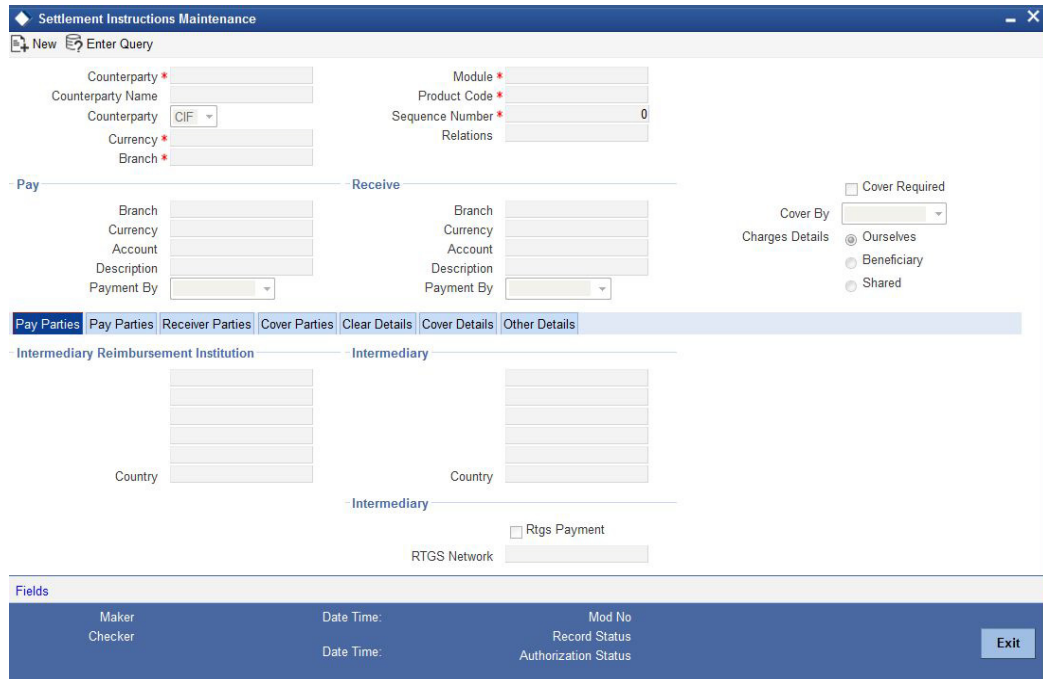 Settlement Instructions Maintenance
New Enter Query
Counterparty * Module *
Counterparty Name Product Code *
Counterparty CIF Sequence Number * 0
Currency * Relations
Branch *
Pay Receive Cover Required
Branch Branch Cover By
Currency Currency Charges Details Ourselves
Account Account Beneficiary
Description Description Shared
Payment By Payment By
Pay Parties Pay Parties Receiver Parties Cover Parties Clear Details Cover Details Other Details
Intermediary Reimbursement Institution Intermediary
Country Country
Intermediary
Rtgs Payment
RTGS Network
Fields
Maker Date Time: Mod No
Checker Record Status
Date Time: Authorization Status
Exit